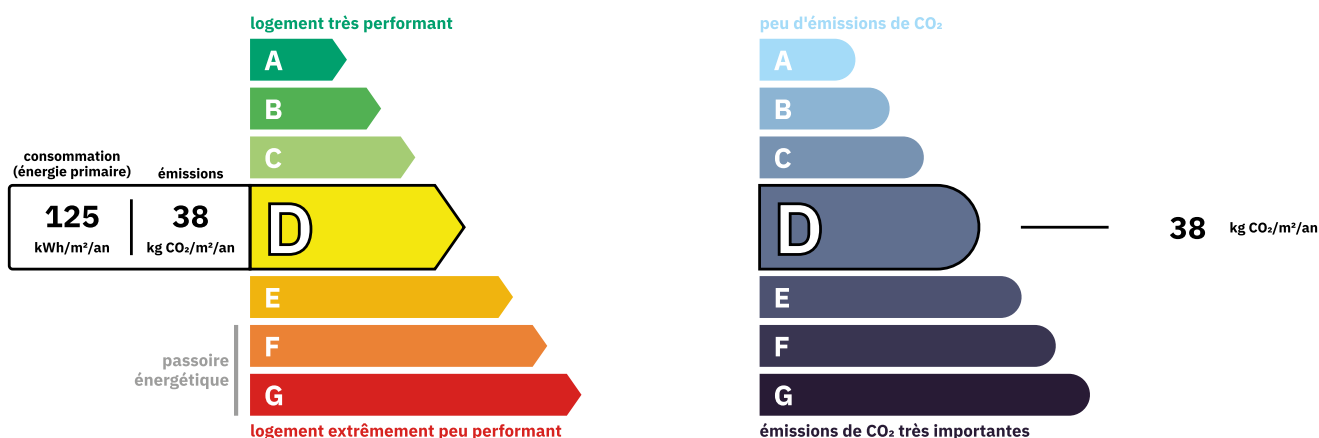 logement très performant
A
B
C
consommation
(énergie primaire)
émissions
125
kWh/m²/an
38
kg CO₂/m²/an
D
E
F
G
passoire
énergétique
logement extrêmement peu performant
peu d'émissions de CO₂
A
B
C
D
38 kg CO₂/m²/an
E
F
G
émissions de CO₂ très importantes